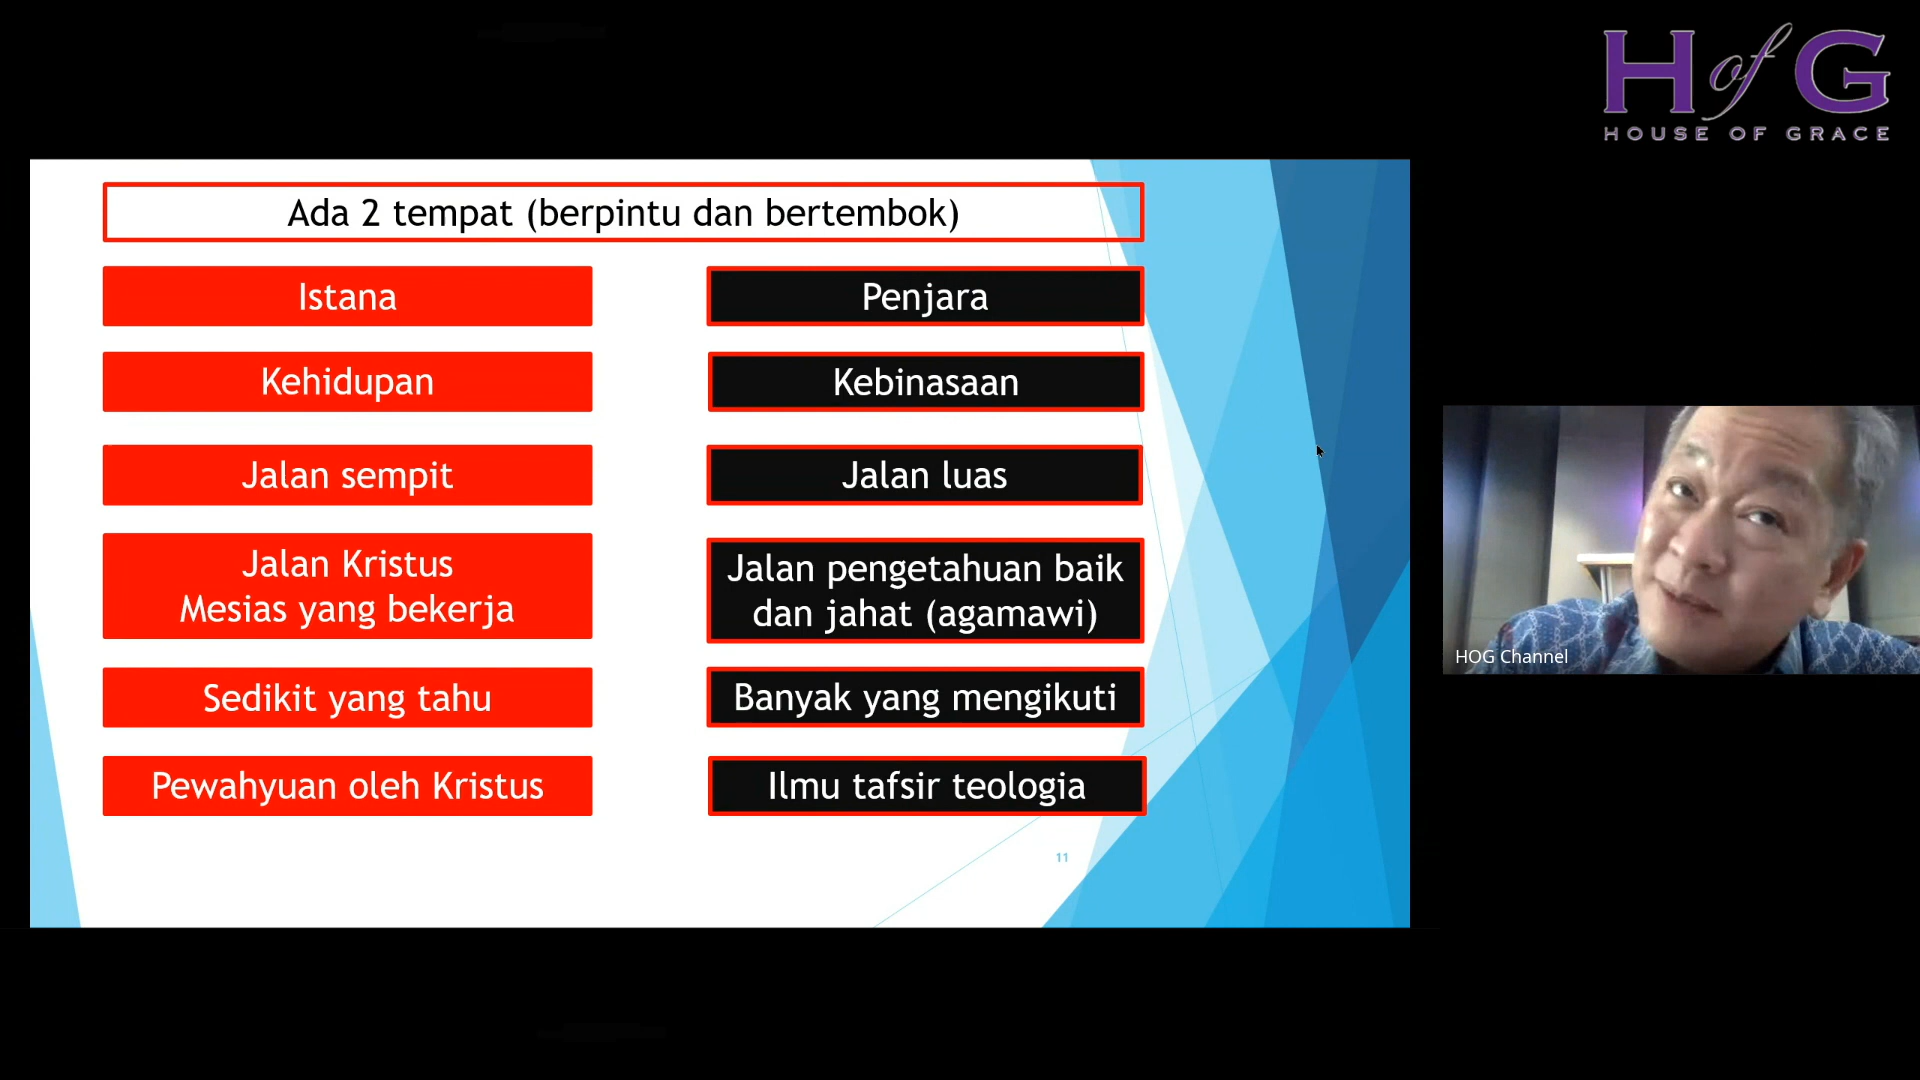 H of G
HOUSE OF GRACE
Ada 2 tempat (berpintu dan bertembok)
Istana
Penjara
Kehidupan
Kebinasaan
Jalan sempit
Jalan luas
Jalan Kristus
Mesias yang bekerja
Jalan pengetahuan baik
dan jahat (agamawi)
Sedikit yang tahu
Banyak yang mengikuti
Pewahyuan oleh Kristus
Ilmu tafsir teologia
11
HOG Channel